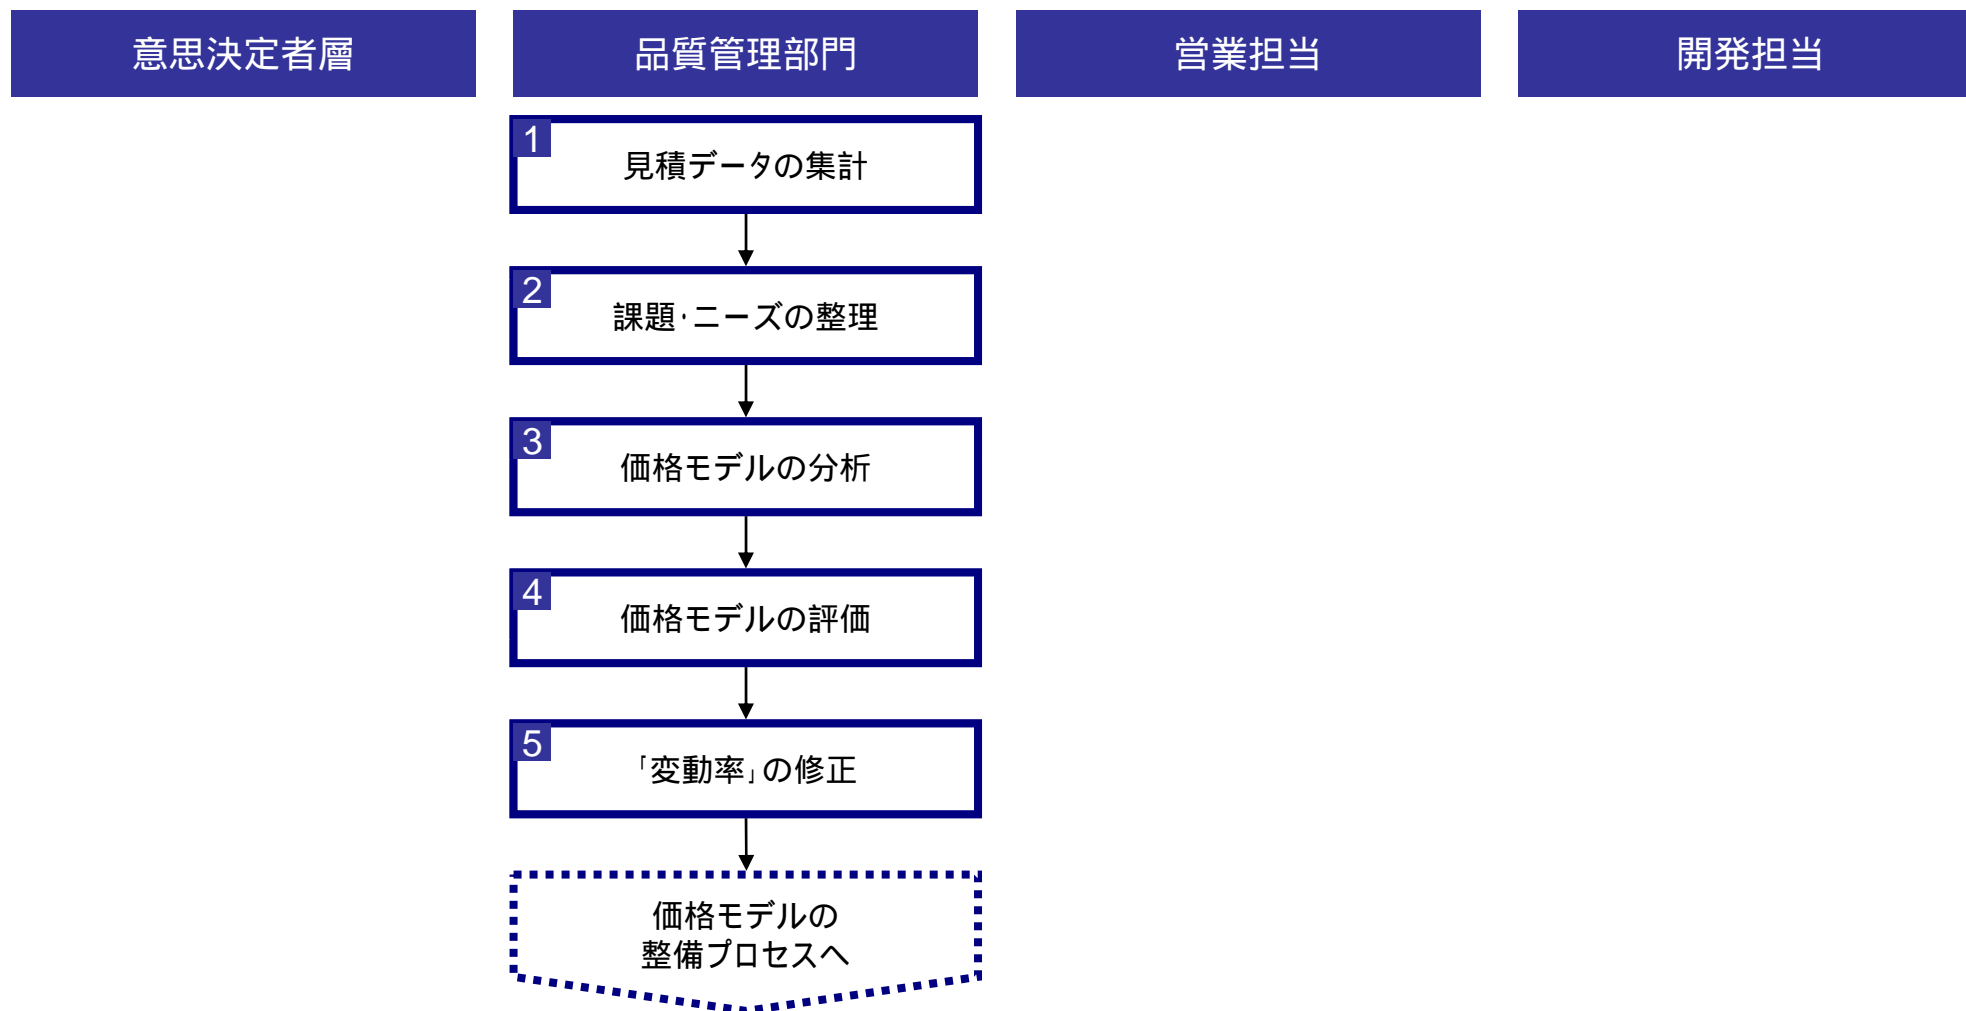 意思決定者層
品質管理部門
営業担当
開発担当
1
見積データの集計
2
課題・ニーズの整理
3
価格モデルの分析
4
価格モデルの評価
5
「変動率」の修正
価格モデルの
整備プロセスへ